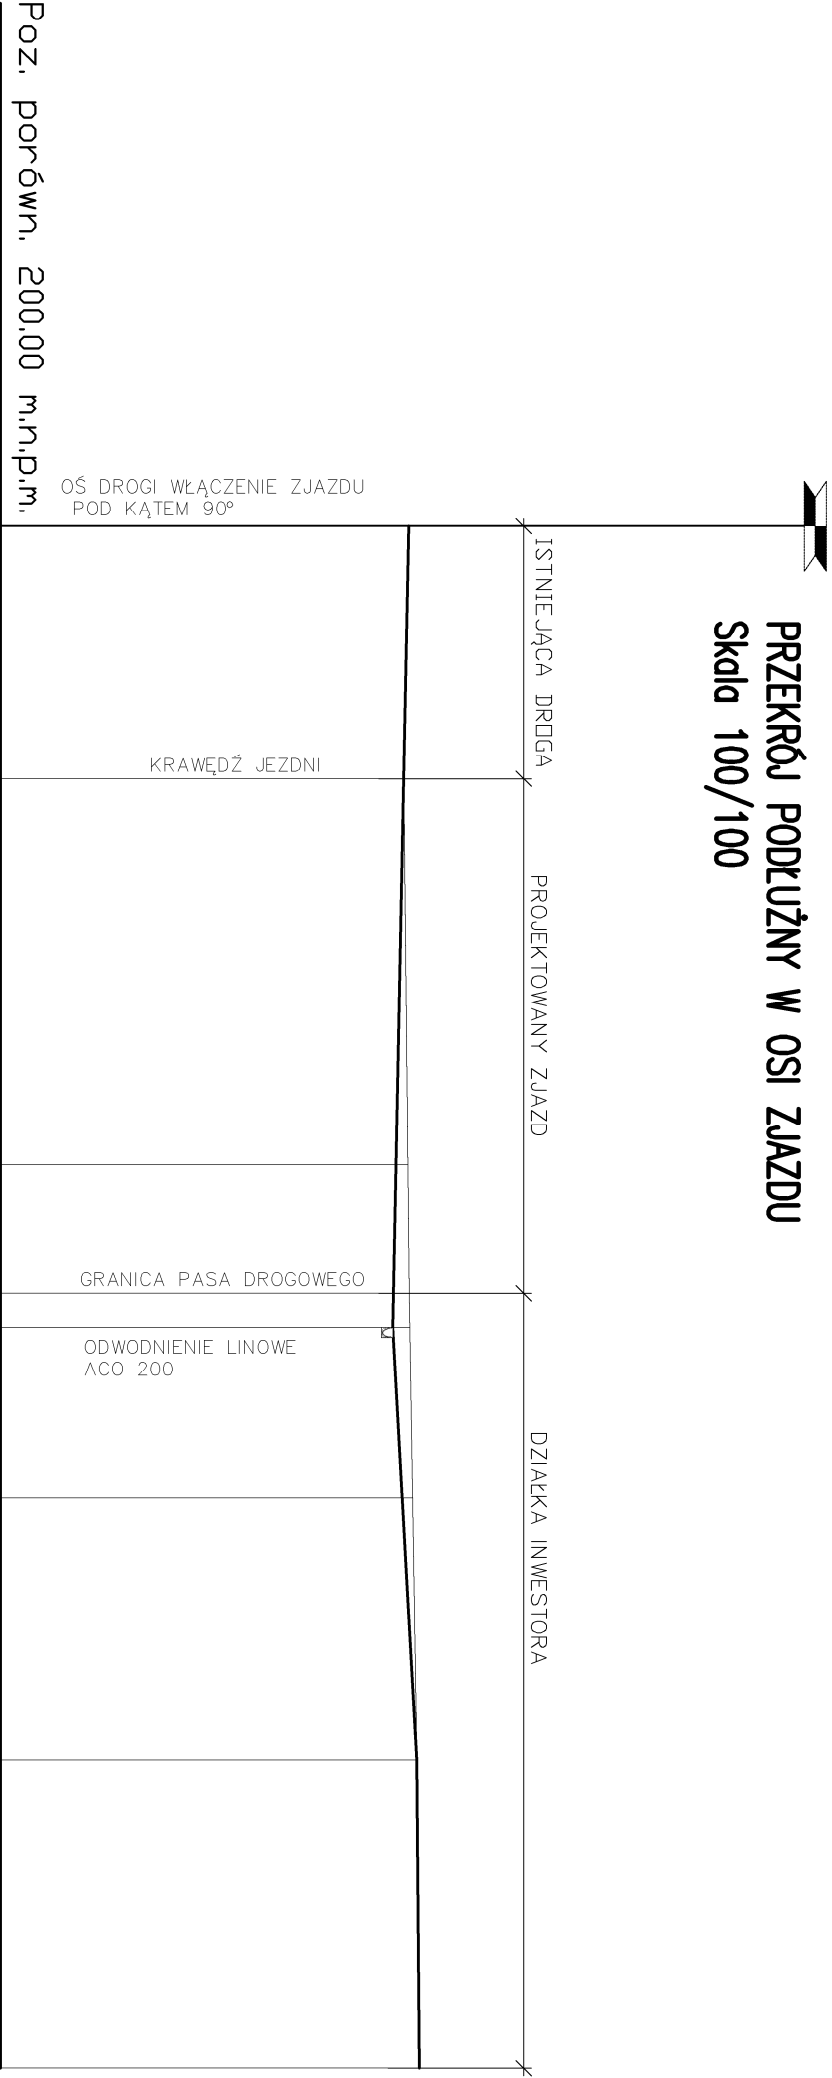 PRZEKRÓJ PODŁUŻNY W OSI ZJAZDU
Skala 100/100
ISTNIEJĄCA DROGA
PROJEKTOWANY ZJAZD
DZIAŁKA INWESTORA
OŚ DROGI WŁĄCZENIE ZJAZDU
POD KĄTEM 90°
KRAWĘDŹ JEZDNI
GRANICA PASA DROGOWEGO
ODWODNIENIE LINOWE
ACO 200
Poz. porówn. 200.00 m.n.p.m.